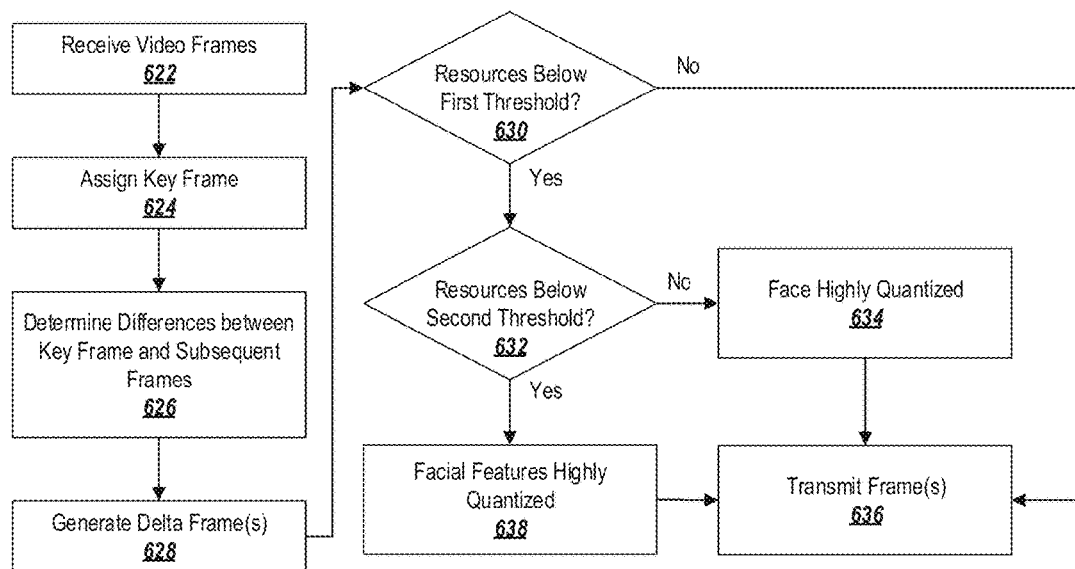 Receive Video Frames
622
Assign Key Frame
624
Determine Differences between
Key Frame and Subsequent
Frames
626
Generate Delta Frame(s)
628
Resources Below
First Threshold?
630
No
Yes
Resources Below
Second Threshold?
632
No
Yes
Face Highly Quantized
634
Facial Features Highly
Quantized
638
Transmit Frame(s)
636